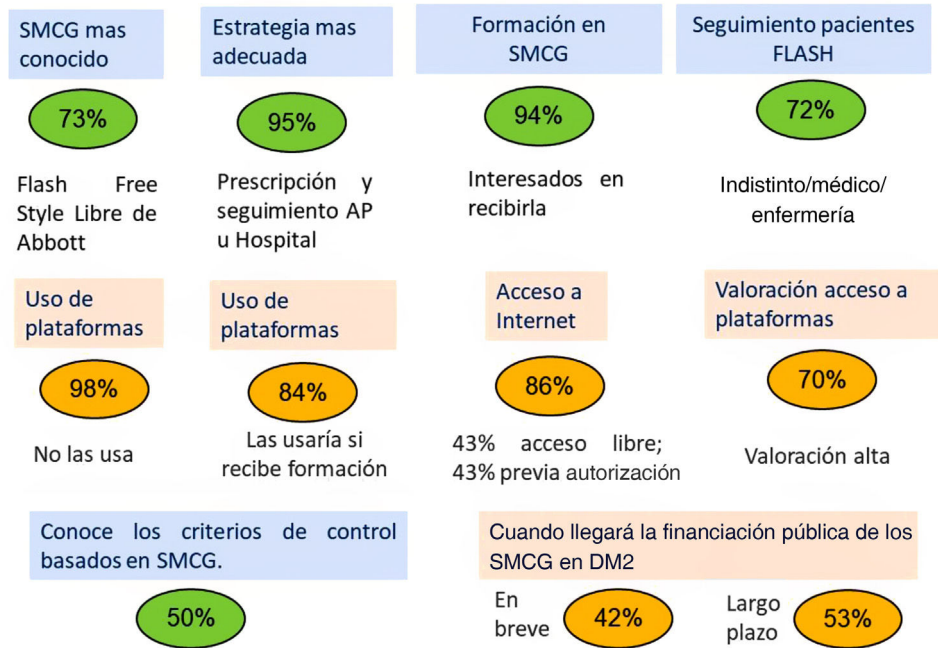 SMCG mas
conocido
73%
Flash Free
Style Libre de
Abbott
Estrategia mas
adecuada
95%
Prescripción y
seguimiento AP
u Hospital
Formación en
SMCG
94%
Interesados en
recibirla
Seguimiento pacientes
FLASH
72%
Indistinto/médico/
enfermería
Uso de
plataformas
98%
No las usa
Uso de
plataformas
84%
Las usaría si
recibe formación
Acceso a
Internet
86%
43% acceso libre;
43% previa autorización
Valoración acceso a
plataformas
70%
Valoración alta
Conoce los criterios de control
basados en SMCG.
50%
Cuando llegará la financiación pública de los
SMCG en DM2
En
breve
42%
Largo
plazo
53%